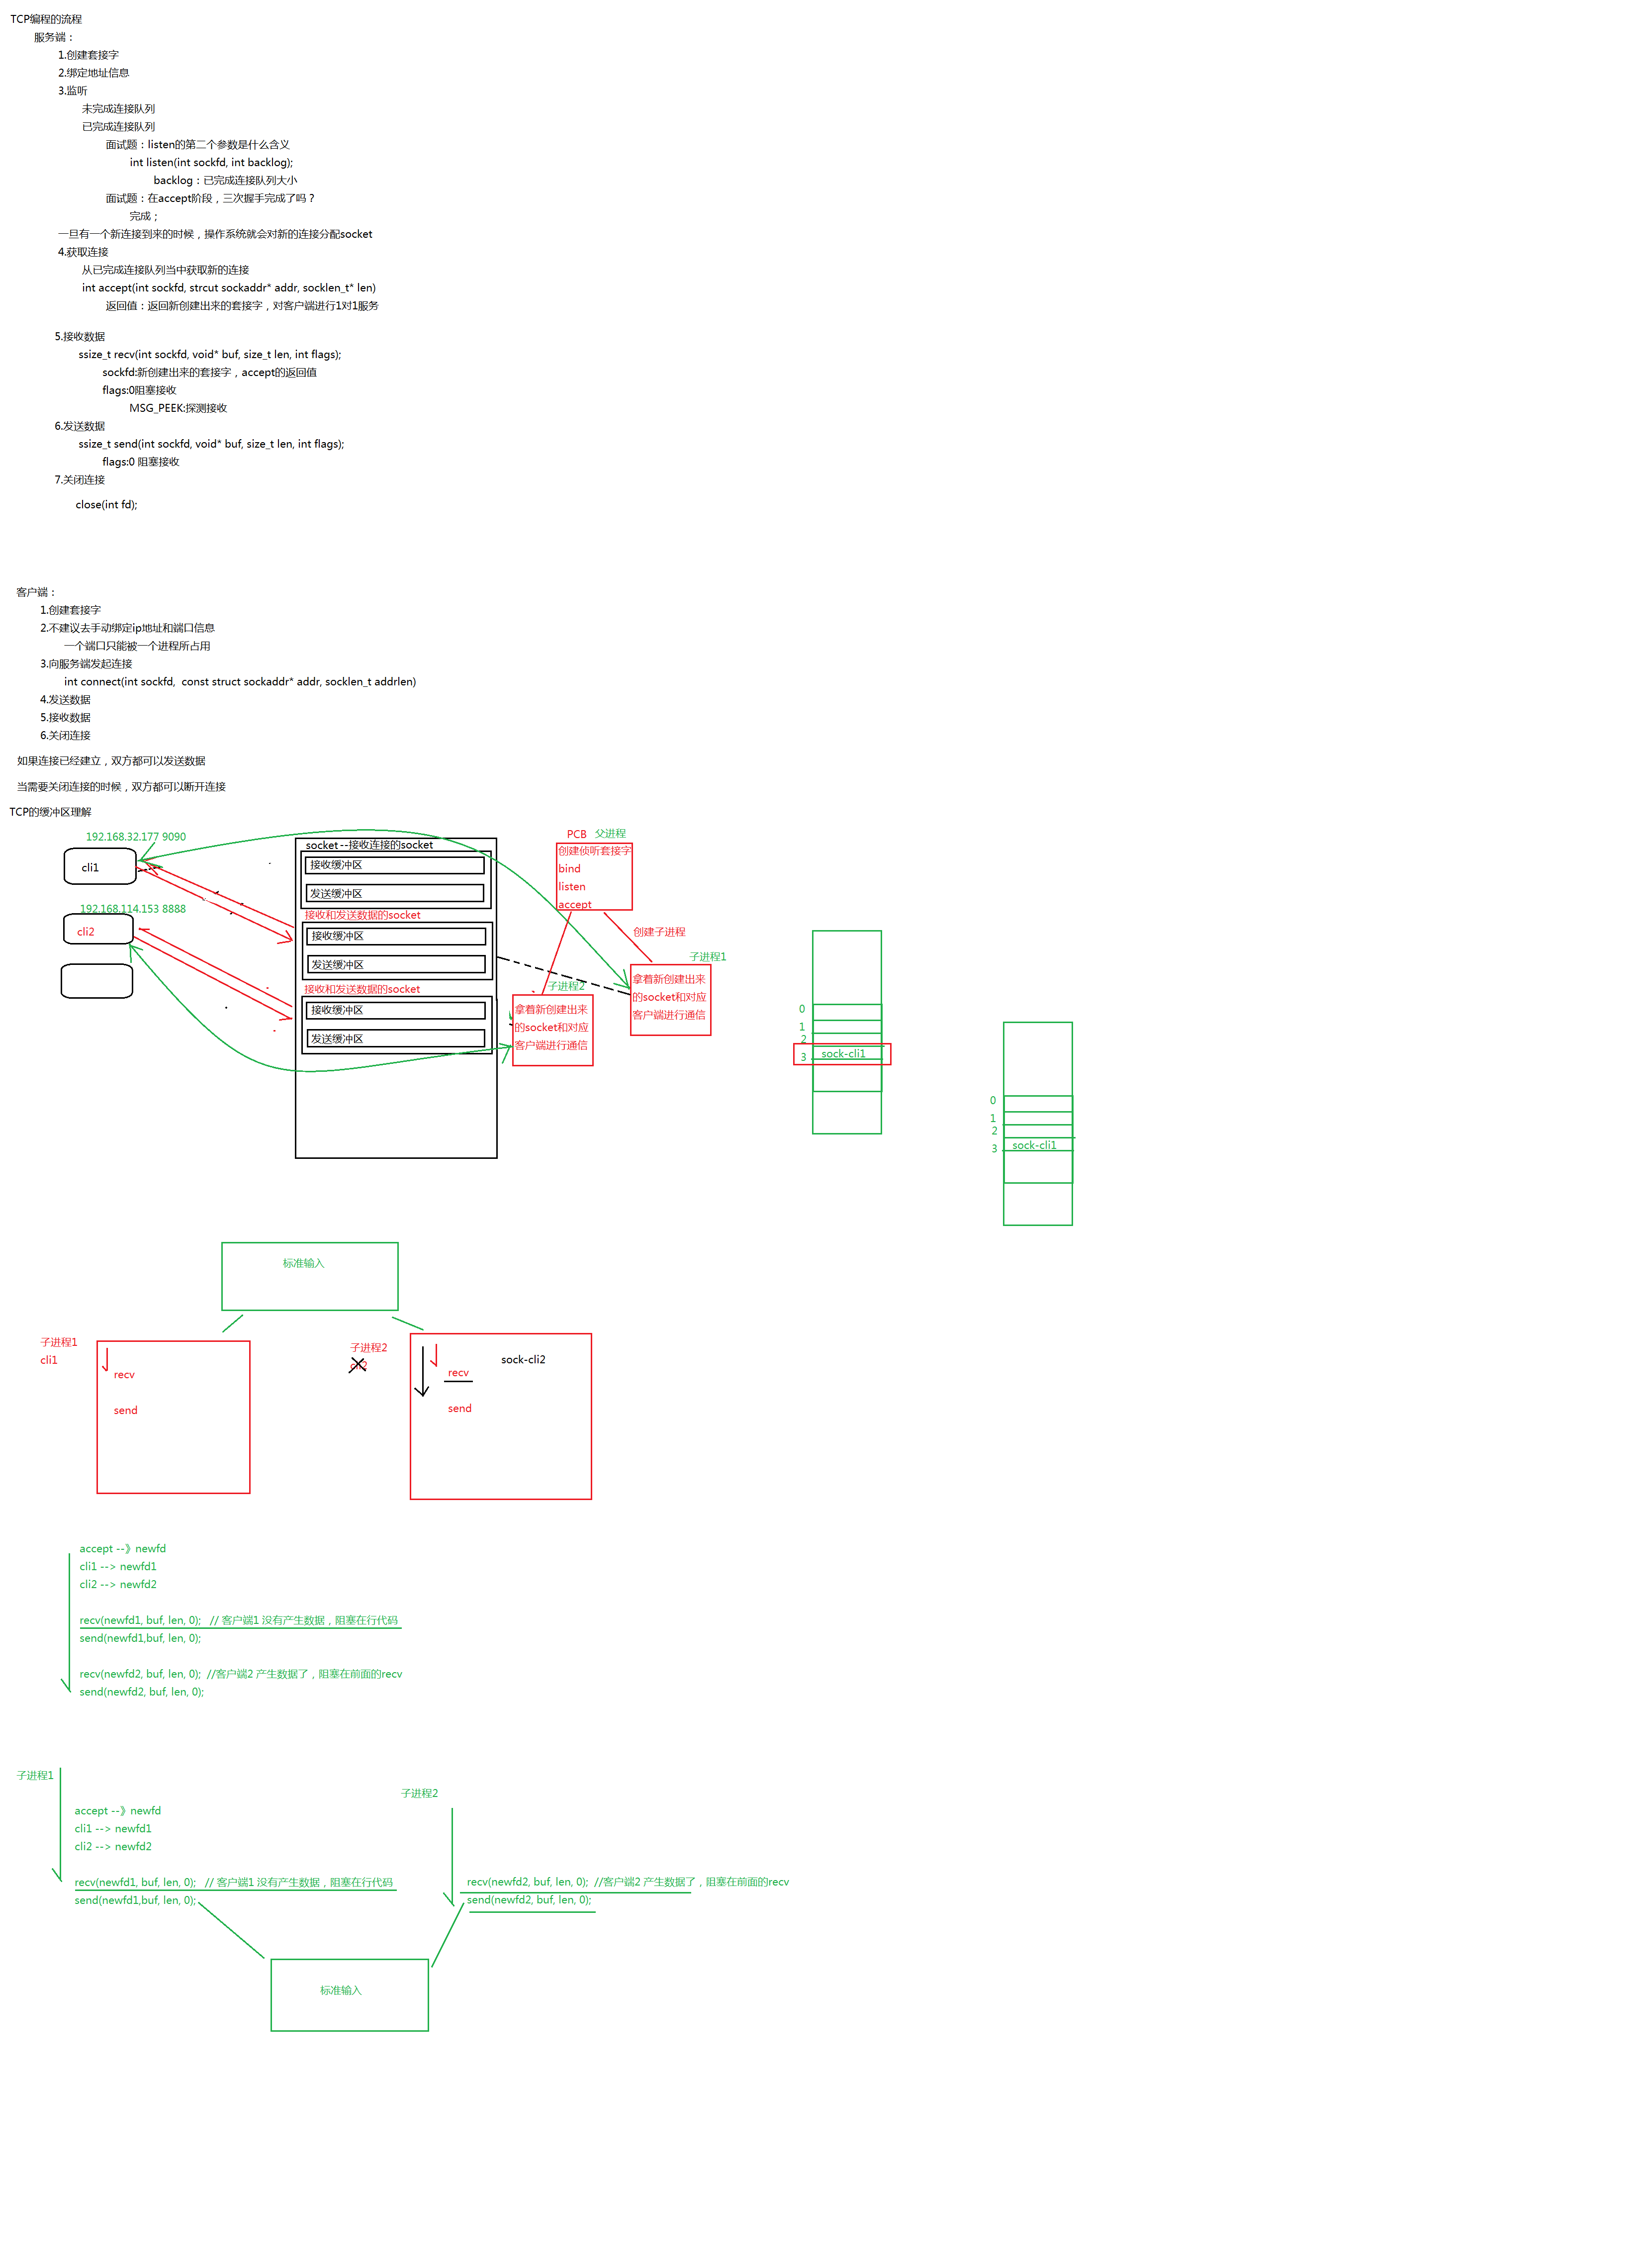 TCP编程的流程
服务端：
1.创建套接字
2.绑定地址信息
3.监听
未完成连接队列
已完成连接队列
面试题：listen的第二个参数是什么含义
int listen(int sockfd, int backlog);
backlog：已完成连接队列大小
面试题：在accept阶段，三次握手完成了吗？
完成；
一旦有一个新连接到来的时候，操作系统就会对新的连接分配socket
4.获取连接
从已完成连接队列当中获取新的连接
int accept(int sockfd, strcut sockaddr* addr, socklen_t* len)
返回值：返回新创建出来的套接字，对客户端进行1对1服务
5.接收数据
ssize_t recv(int sockfd, void* buf, size_t len, int flags);
sockfd:新创建出来的套接字，accept的返回值
flags:0阻塞接收
MSG_PEEK:探测接收
6.发送数据
ssize_t send(int sockfd, void* buf, size_t len, int flags);
flags:0 阻塞接收
7.关闭连接
close(int fd);
客户端：
1.创建套接字
2.不建议去手动绑定ip地址和端口信息
一个端口只能被一个进程所占用
3.向服务端发起连接
int connect(int sockfd,  const struct sockaddr* addr, socklen_t addrlen)
4.发送数据
5.接收数据
6.关闭连接
如果连接已经建立，双方都可以发送数据
当需要关闭连接的时候，双方都可以断开连接
TCP的缓冲区理解
192.168.32.177 9090
cli1
192.168.114.153 8888
cli2
socket --接收连接的socket
接收缓冲区
发送缓冲区
接收和发送数据的socket
接收缓冲区
发送缓冲区
接收和发送数据的socket
接收缓冲区
发送缓冲区
PCB 父进程
创建侦听套接字
bind
listen
accept
创建子进程
子进程1
拿着新创建出来
的socket和对应
客户端进行通信
子进程2
拿着新创建出来
的socket和对应
客户端进行通信
0
1
2
3 sock-cli1
0
1
2
3 sock-cli1
标准输入
子进程1
cli1
recv
send
子进程2
cli2
sock-cli2
recv
send
accept --》newfd
cli1 --> newfd1
cli2 --> newfd2
recv(newfd1, buf, len, 0);   // 客户端1 没有产生数据，阻塞在行代码
send(newfd1,buf, len, 0);
recv(newfd2, buf, len, 0);  //客户端2 产生数据了，阻塞在前面的recv
send(newfd2, buf, len, 0);
子进程1
accept --》newfd
cli1 --> newfd1
cli2 --> newfd2
recv(newfd1, buf, len, 0);   // 客户端1 没有产生数据，阻塞在行代码
send(newfd1,buf, len, 0);
子进程2
recv(newfd2, buf, len, 0);  //客户端2 产生数据了，阻塞在前面的recv
send(newfd2, buf, len, 0);
标准输入